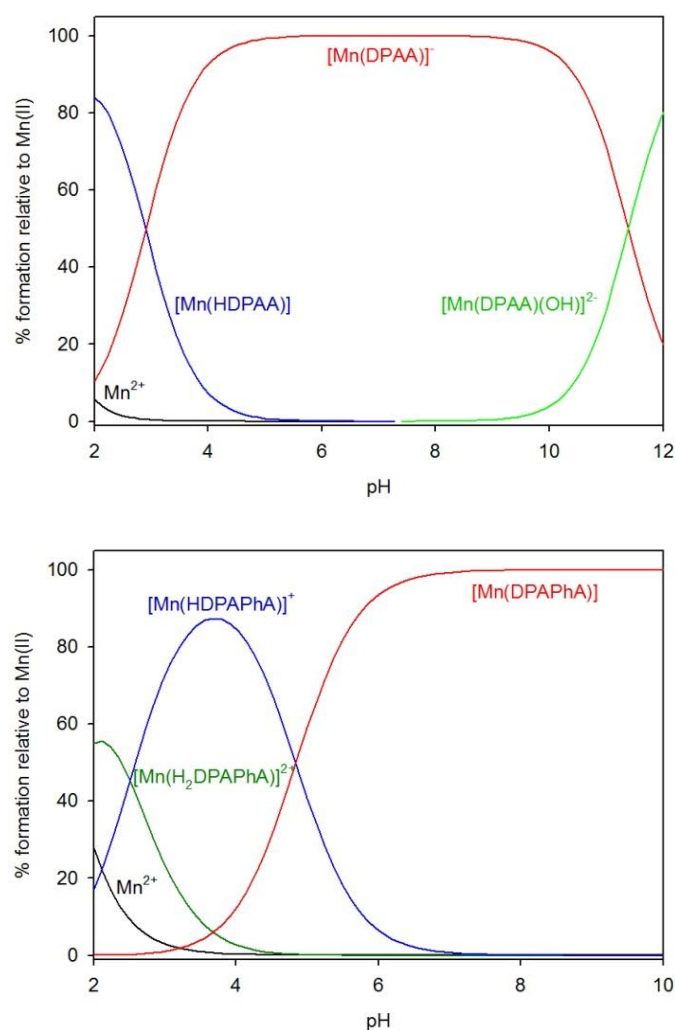 100
80
60
40
20
0
% formation relative to Mn(II)
[Mn(DPAA)]⁻
[Mn(HDPAA)]
[Mn(DPAA)(OH)]²⁻
Mn²⁺
2 4 6 8 10 12
pH
100
80
60
40
20
0
% formation relative to Mn(II)
[Mn(HDPAPhA)]⁺
[Mn(DPAPhA)]
[Mn(H₂DPAPhA)]²⁺
Mn²⁺
2 4 6 8 10
pH